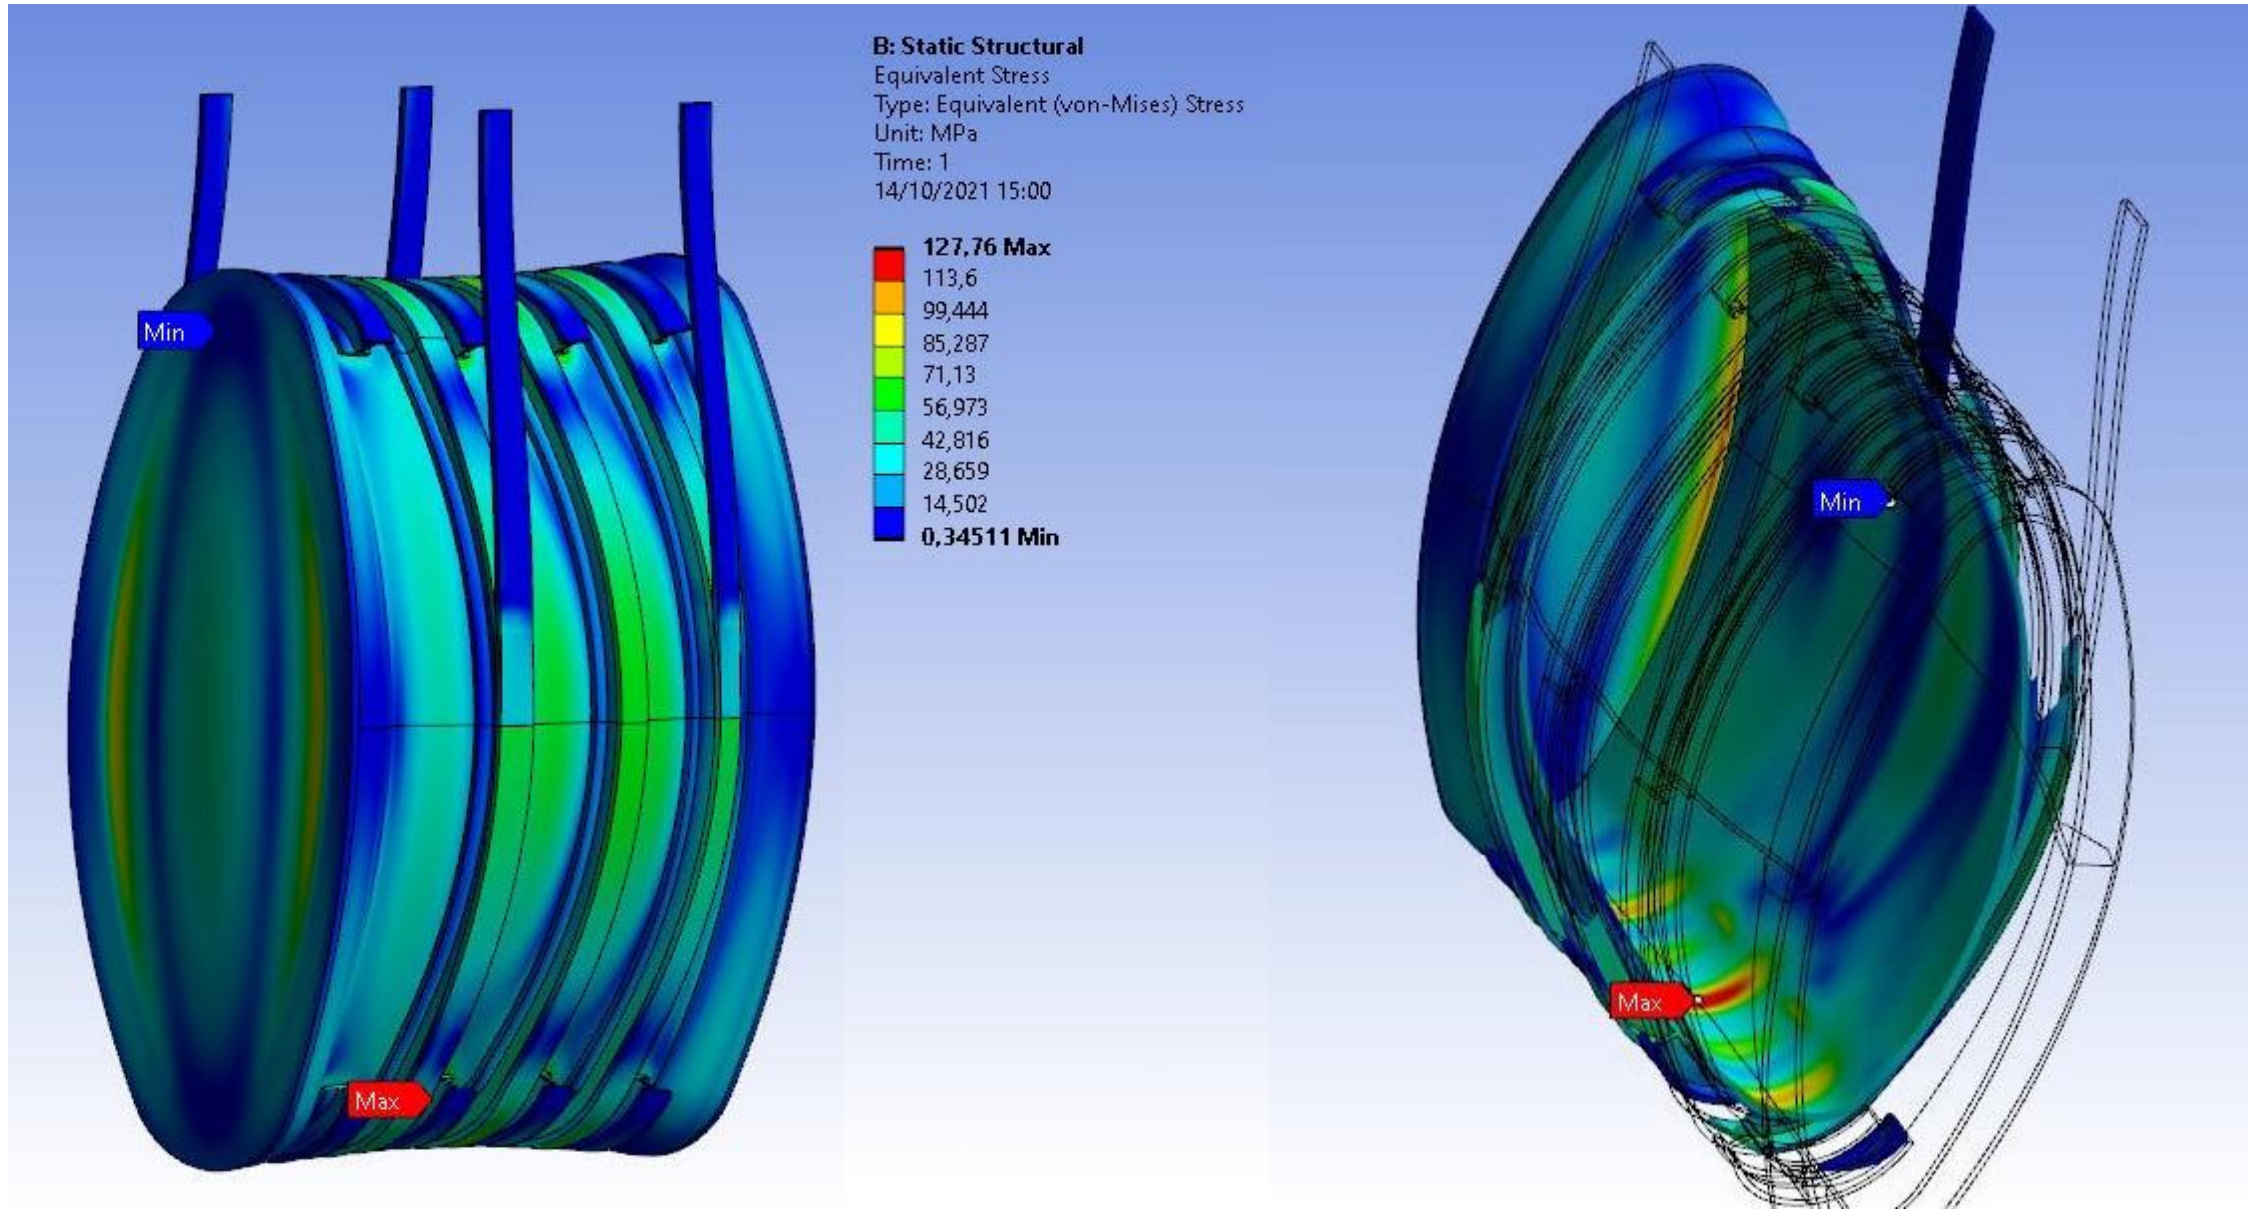 B: Static Structural
Equivalent Stress
Type: Equivalent (von-Mises) Stress
Unit: MPa
Time: 1
14/10/2021 15:00
127,76 Max
113,6
99,444
85,287
71,13
56,973
42,816
28,659
14,502
0,34511 Min
Min
Max
Min
Max